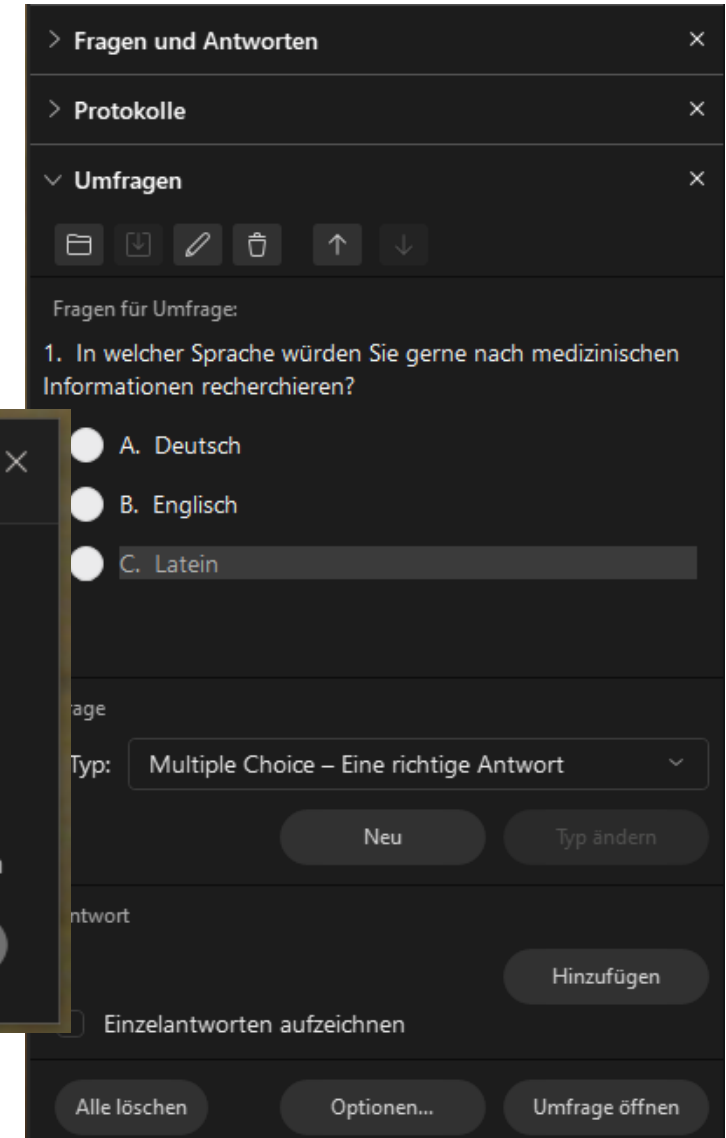 Fragen und Antworten
Protokolle
Umfragen
Fragen für Umfrage:
1. In welcher Sprache würden Sie gerne nach medizinischen
Informationen recherchieren?
A. Deutsch
B. Englisch
C. Latein
Typ: Multiple Choice – Eine richtige Antwort
Neu Typ ändern
Hinzufügen
Einzelantworten aufzeichnen
Alle löschen Optionen... Umfrage öffnen